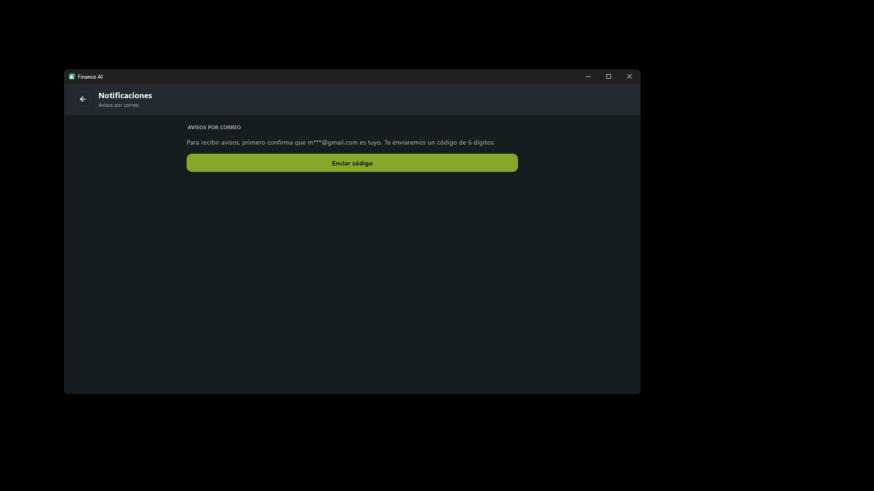 Finance AI
Notificaciones
Avisos por correo
AVISOS POR CORREO
Para recibir avisos, primero confirma que m***@gmail.com es tuyo. Te enviaremos un código de 6 dígitos.
Enviar código